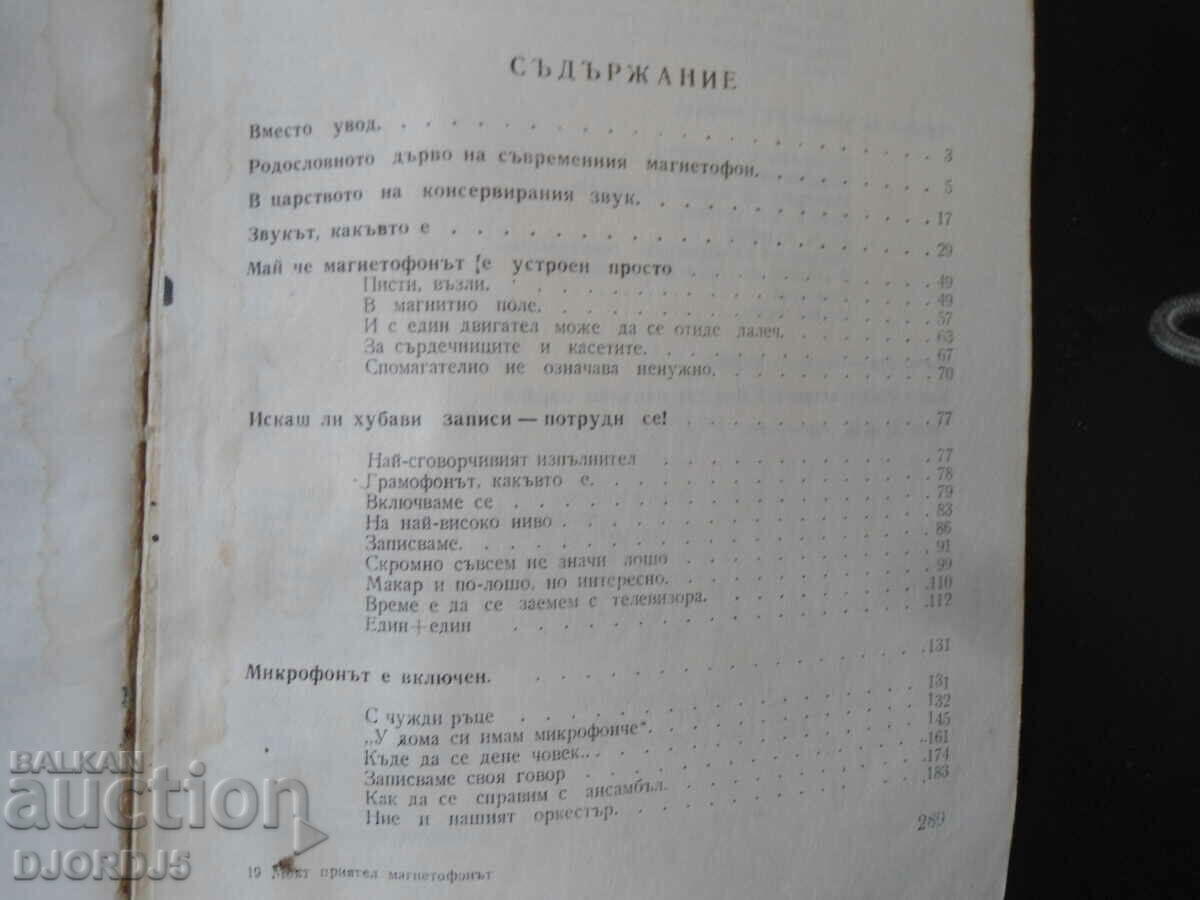 СЪДЪРЖАНИЕ
Вместо увод. . . . . . . . . . . . . . . 3
Родословното дърво на съвременния магнетофон. . . . . . . 5
В царството на консервирания звук. . . . . . . . . . 17
Звукът, какъвто е . . . . . . . . . . . . . . 29
Май че магнетофонът е устроен просто . . . . . . . . 49
Писти, възли. . . . . . . . . . . . 49
В магнитно поле. . . . . . . . . . . 57
И с един двигател може да се отиде далеч. . . . . . 63
За сърдечниците и касетите. . . . . . . . . 67
Спомагателно не означава ненужно. . . . . . . . 70
Искаш ли хубави записи — потруди се! . . . . . . . . 77
Най-сговорчивият изпълнител . . . . . . . . 77
Грамофонът, какъвто е. . . . . . . . . . 78
Включваме се . . . . . . . . . . . . 79
На най-високо ниво . . . . . . . . . . . 83
Записваме. . . . . . . . . . . . . 86
Скромно съвсем не значи лошо . . . . . . . . 91
Макар и по-лошо, но интересно. . . . . . . . 99
Време е да се заемем с телевизора. . . . . . . 110
Един+един . . . . . . . . . . . . 112
Микрофонът е включен. . . . . . . . . . . . . 131
С чужди ръце . . . . . . . . . . . . 131
„У дома си имам микрофонче“ . . . . . . . . 132
Къде да се дене човек.. . . . . . . . . . 145
Записваме своя говор . . . . . . . . . . 161
Как да се справим с ансамбъл. . . . . . . . 174
Ние и нашият оркестър. . . . . . . . . . 183
289
19 Моят приятел магнетофонът
BALKAN
auction
DJORDJ5